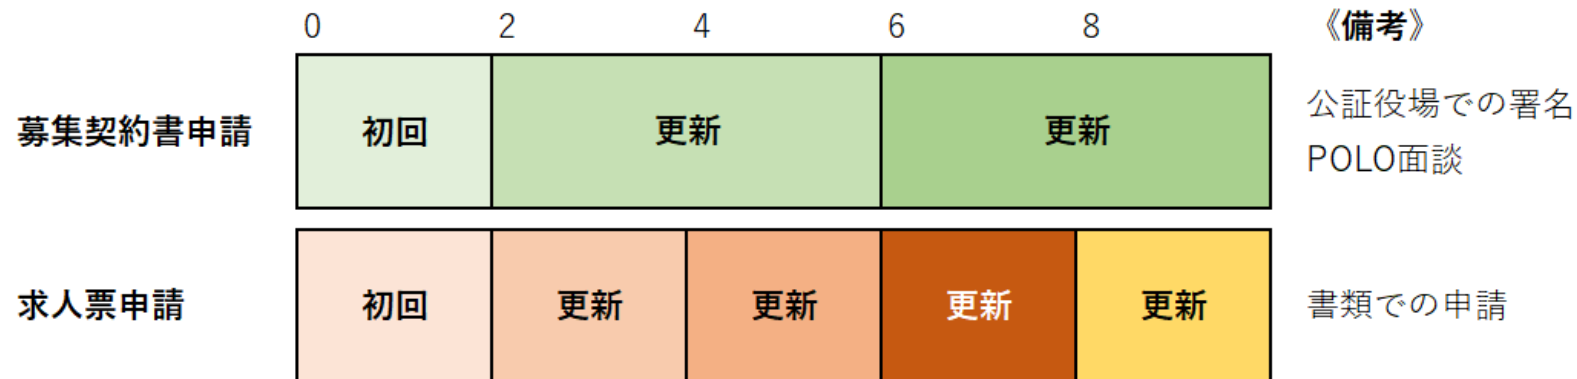 0 2 4 6 8 《備考》
募集契約書申請 初回 更新 更新 公証役場での署名
POLO面談
求人票申請 初回 更新 更新 更新 更新 書類での申請